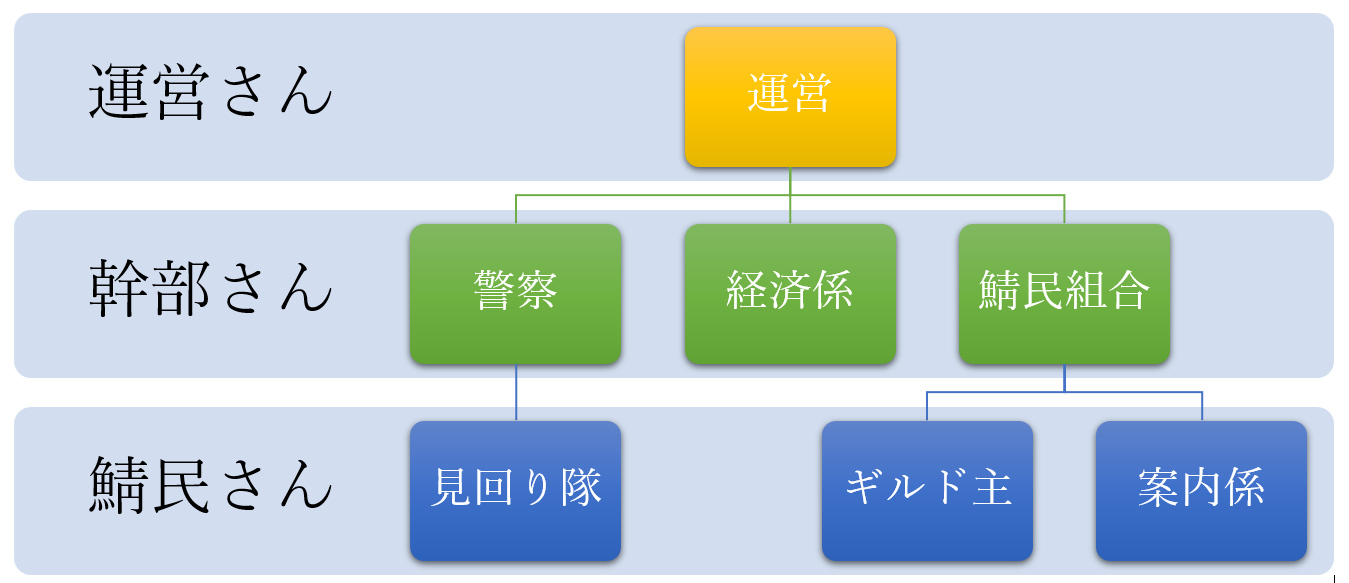 運営さん
運営
幹部さん
警察
経済係
鯖民組合
鯖民さん
見回り隊
ギルド主
案内係